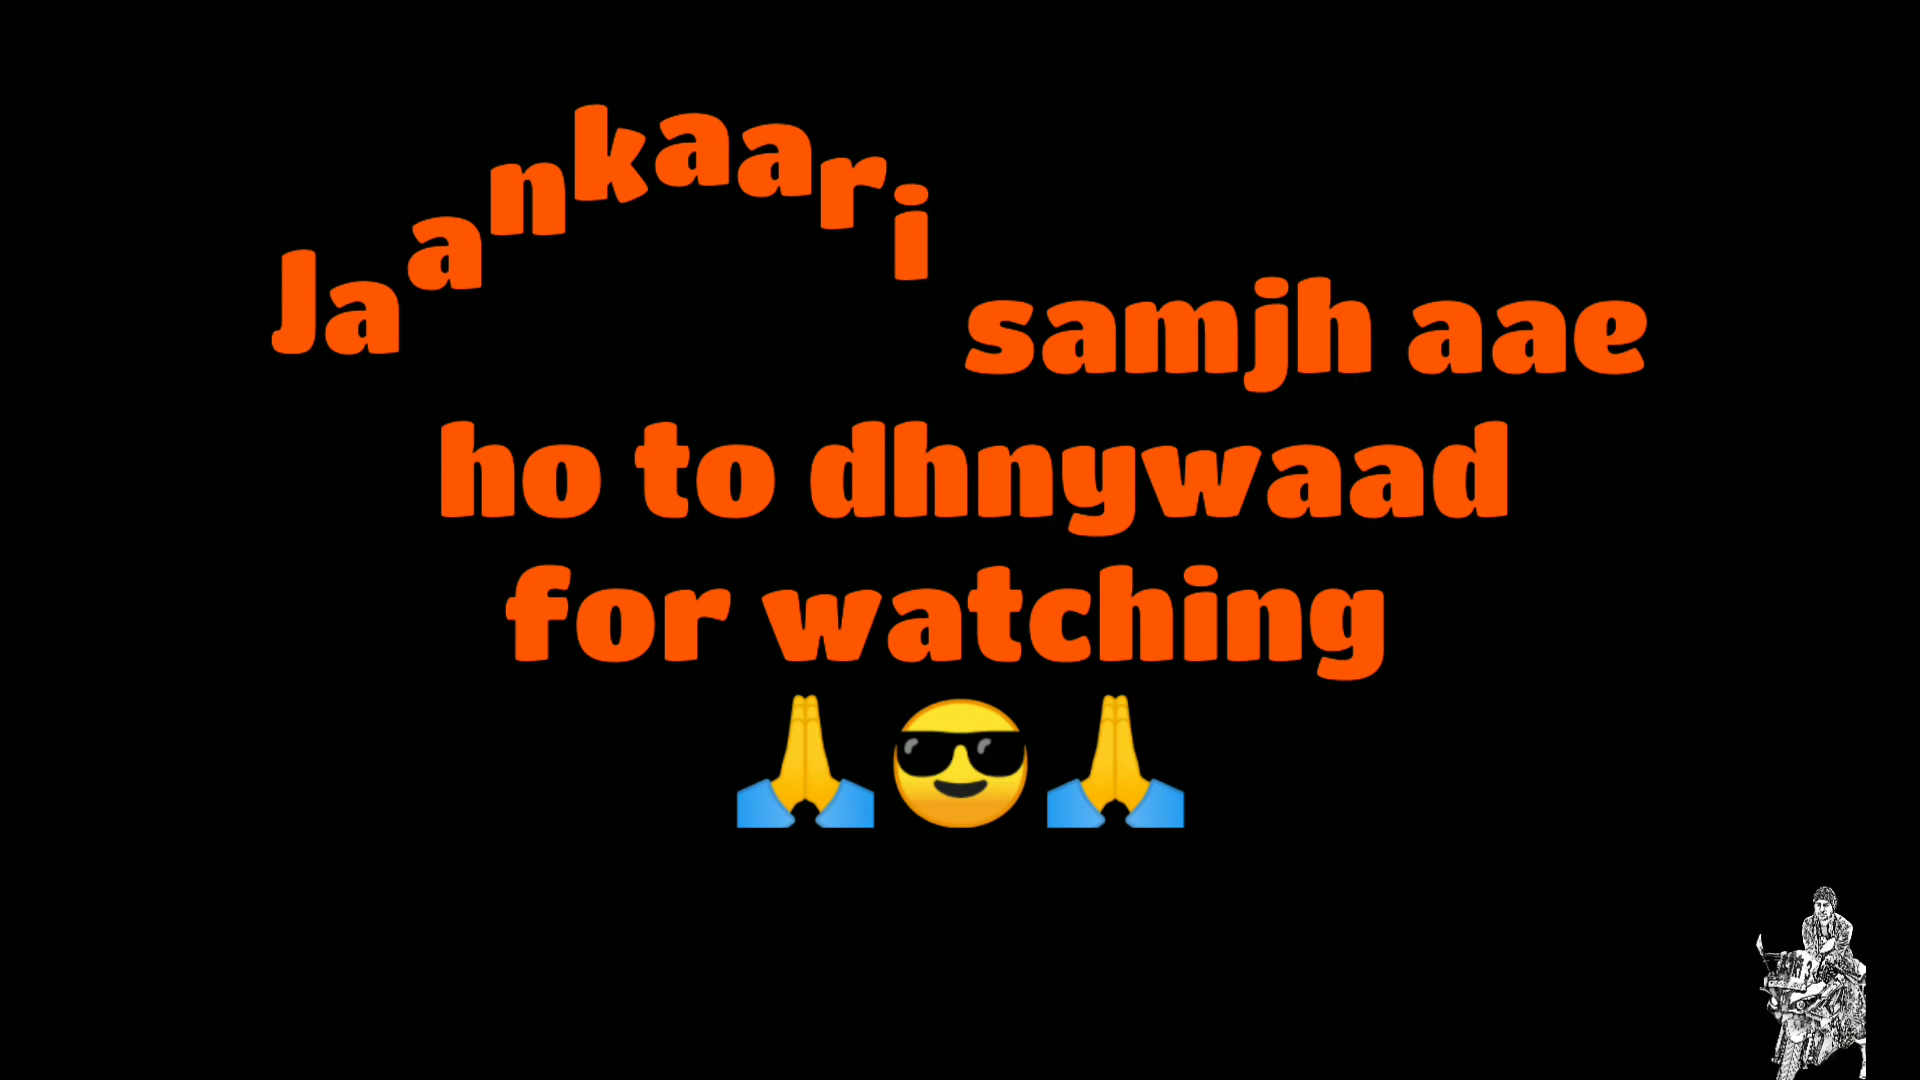 Jaankaari samjh aae
ho to dhnywaad
for watching
🙏😎🙏